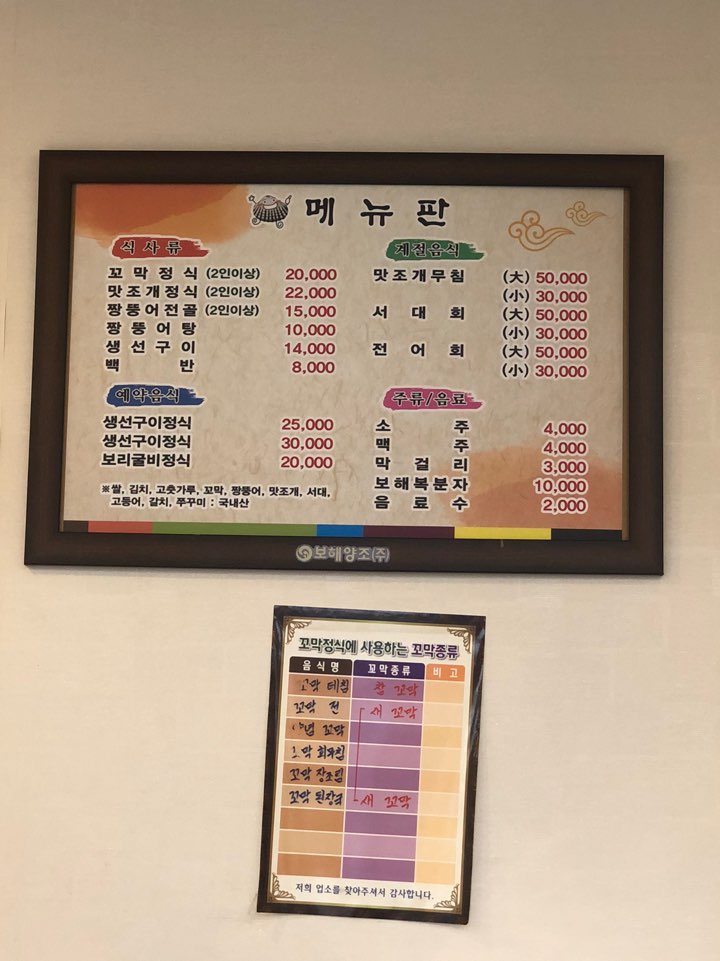 메뉴판
식사류
꼬막정식 (2인이상) 20,000
맛조개정식 (2인이상) 22,000
짱뚱어전골 (2인이상) 15,000
짱뚱어탕 10,000
생선구이 14,000
백반 8,000
예약음식
생선구이정식 25,000
생선구이정식 30,000
보리굴비정식 20,000
※쌀, 김치, 고춧가루, 꼬막, 짱뚱어, 맛조개, 서대,
고등어, 갈치, 쭈꾸미 : 국내산
계절음식
맛조개무침 (大) 50,000
(小) 30,000
서대회 (大) 50,000
(小) 30,000
전어회 (大) 50,000
(小) 30,000
주류/음료
소주 4,000
맥주 4,000
막걸리 3,000
보해복분자 10,000
음료수 2,000
보해양조(주)
꼬막정식에 사용하는 꼬막종류
음식명 꼬막종류 비고
꼬막 데침 참 꼬막
꼬막 전 새 꼬막
꼬막
꼬막 회무침
꼬막 장조림
꼬막 된장국 새 꼬막
저희 업소를 찾아주셔서 감사합니다.